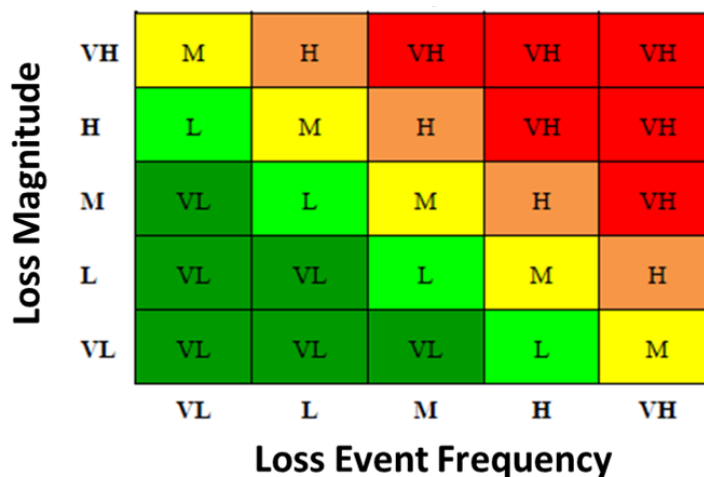 Loss Magnitude
VH M H VH VH VH
H L M H VH VH
M VL L M H VH
L VL VL L M H
VL VL VL VL L M
VL L M H VH
Loss Event Frequency